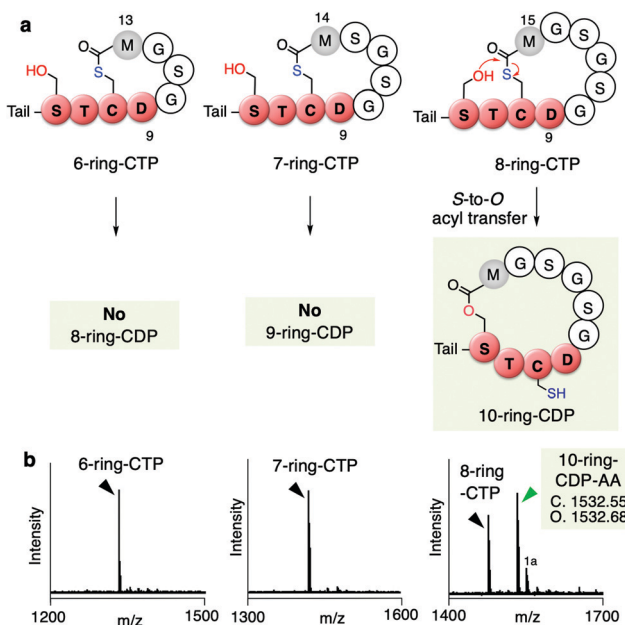 a
13
O
M
G
S
G
S
HO
Tail
S
T
C
D
9
6-ring-CTP
14
O
M
S
G
S
G
S
HO
Tail
S
T
C
D
9
7-ring-CTP
15
O
M
G
S
G
S
G
S
OH
Tail
S
T
C
D
9
8-ring-CTP
S-to-O
acyl transfer
No
8-ring-CDP
No
9-ring-CDP
M
G
S
G
S
G
O
O
Tail
S
T
C
D
SH
10-ring-CDP
b
6-ring-CTP
Intensity
1200
m/z
1500
7-ring-CTP
Intensity
1300
m/z
1600
8-ring
-CTP
10-ring-
CDP-AA
C. 1532.55
O. 1532.68
1a
Intensity
1400
m/z
1700